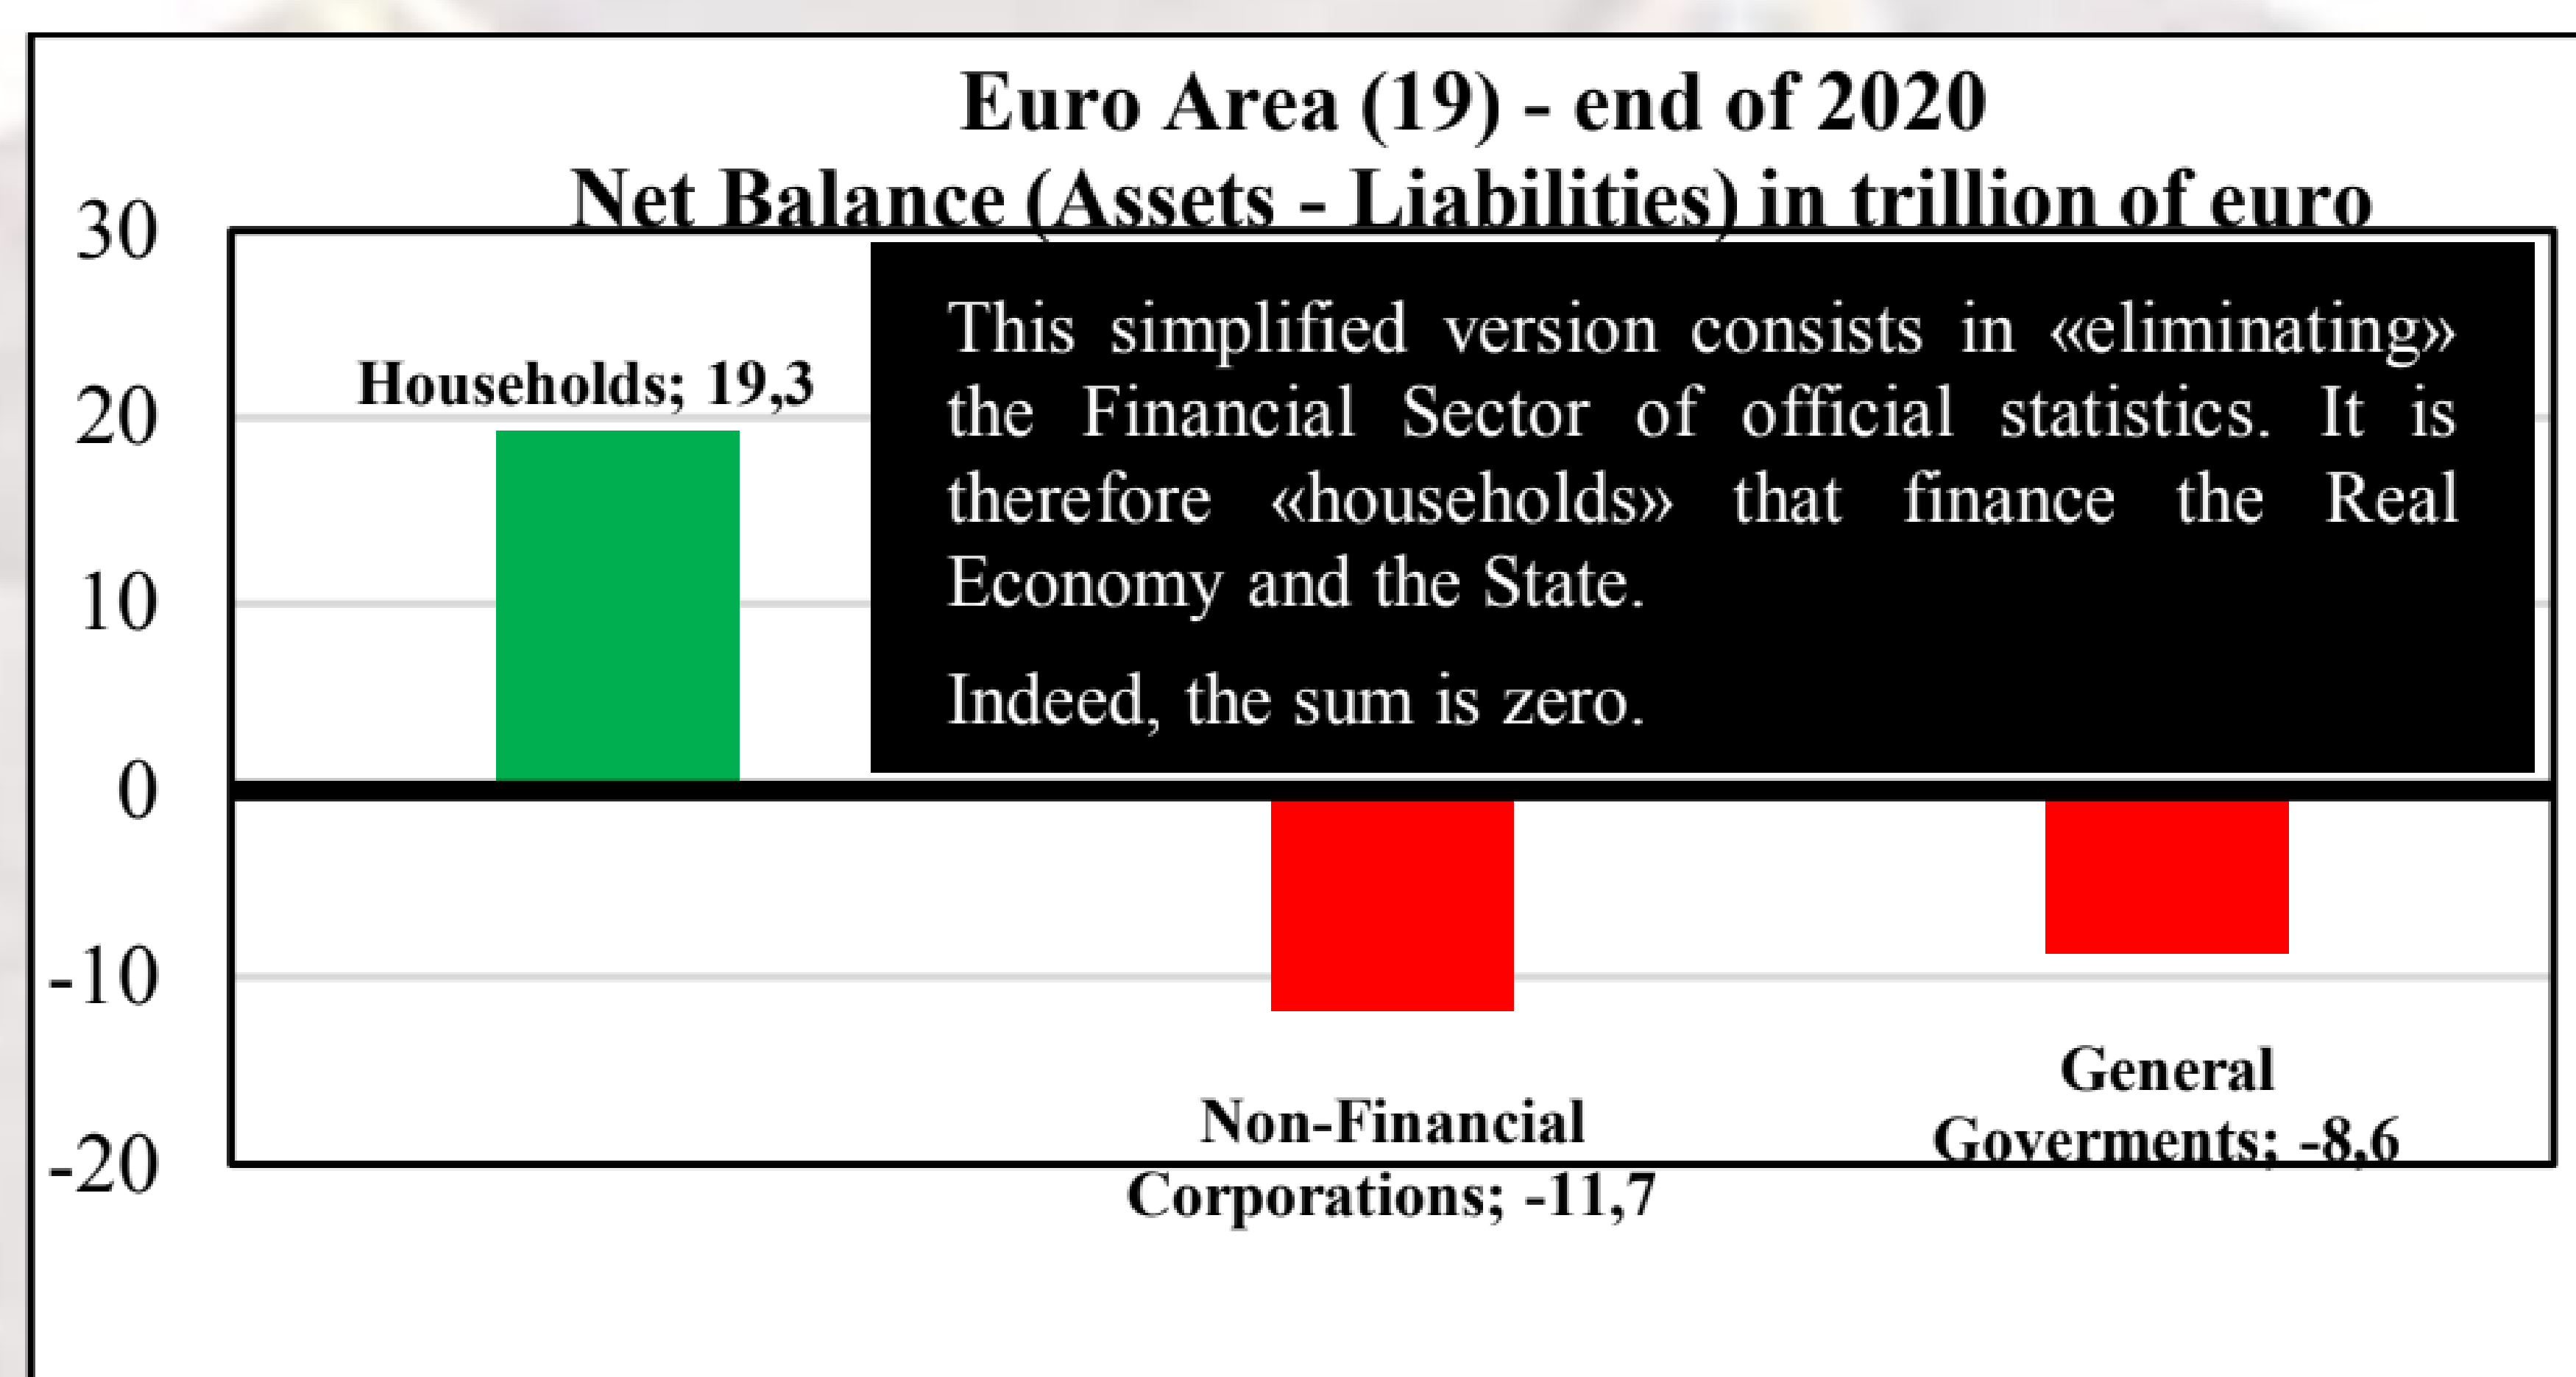 Euro Area (19) - end of 2020
Net Balance (Assets - Liabilities) in trillion of euro
30
20
10
0
-10
-20
Households; 19,3
This simplified version consists in «eliminating»
the Financial Sector of official statistics. It is
therefore «households» that finance the Real
Economy and the State.
Indeed, the sum is zero.
Non-Financial
Corporations; -11,7
General
Goverments; -8,6